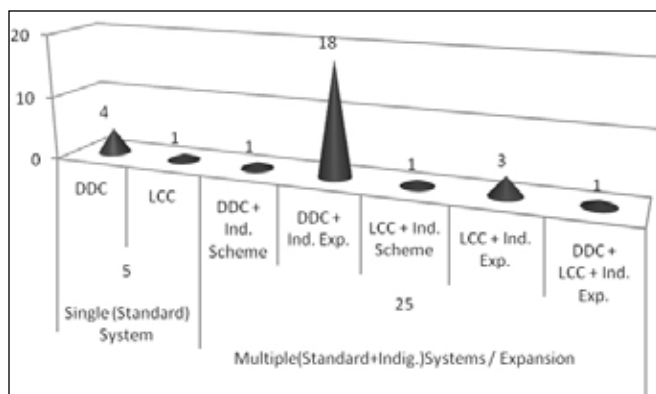 20
10
0
4
1
1
18
1
3
1
DDC
LCC
DDC +
Ind.
Scheme
DDC +
Ind. Exp.
LCC + Ind.
Scheme
LCC + Ind.
Exp.
DDC +
LCC + Ind.
Exp.
5
25
Single (Standard)
System
Multiple(Standard+Indig.)Systems / Expansion